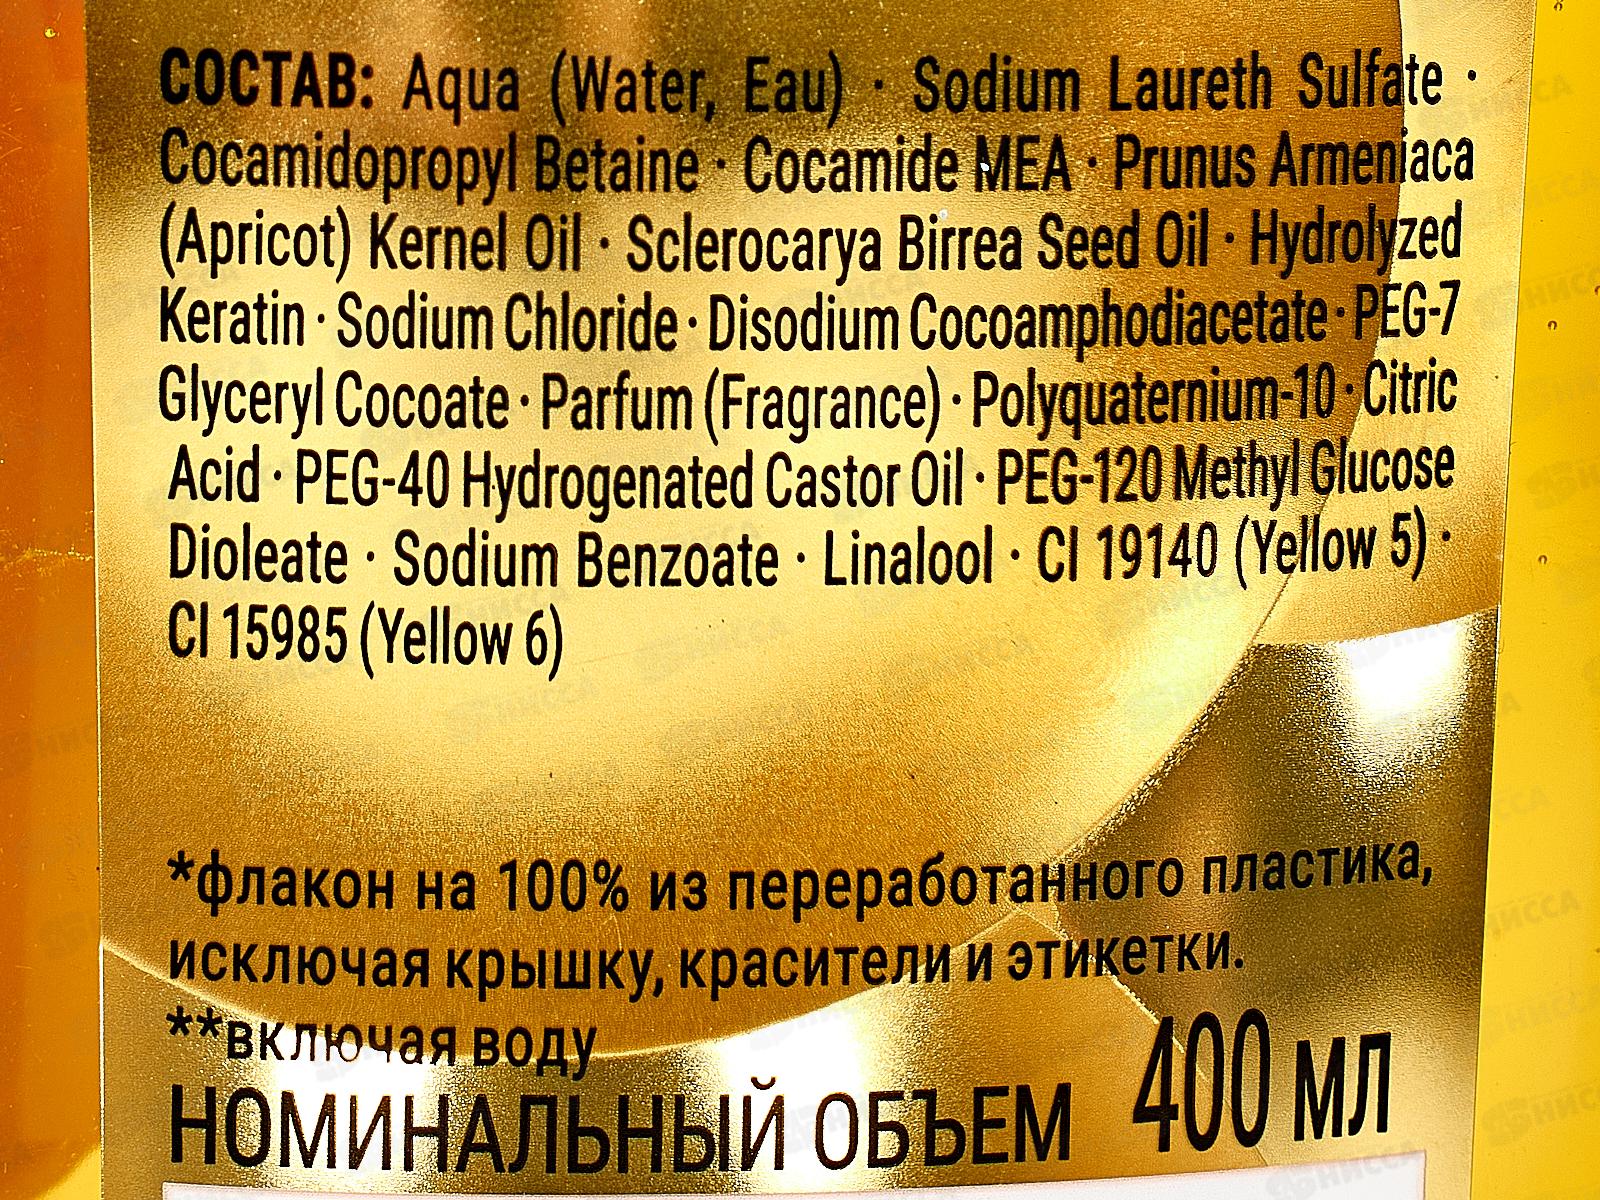 СОСТАВ: Aqua (Water, Eau) · Sodium Laureth Sulfate ·
Cocamidopropyl Betaine · Cocamide MEA · Prunus Armeniaca
(Apricot) Kernel Oil · Sclerocarya Birrea Seed Oil · Hydrolyzed
Keratin · Sodium Chloride · Disodium Cocoamphodiacetate · PEG-7
Glyceryl Cocoate · Parfum (Fragrance) · Polyquaternium-10 · Citric
Acid · PEG-40 Hydrogenated Castor Oil · PEG-120 Methyl Glucose
Dioleate · Sodium Benzoate · Linalool · CI 19140 (Yellow 5) ·
CI 15985 (Yellow 6)
*флакон на 100% из переработанного пластика,
исключая крышку, красители и этикетки.
**включая воду
НОМИНАЛЬНЫЙ ОБЪЕМ 400 мл